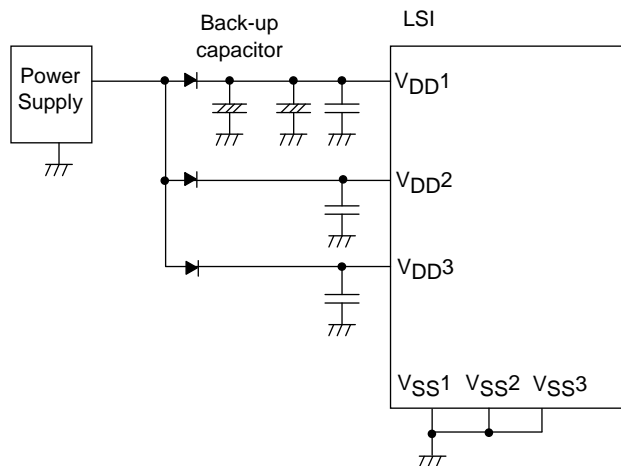 Back-up
capacitor
LSI
Power
Supply
VDD1
VDD2
VDD3
VSS1 VSS2 VSS3